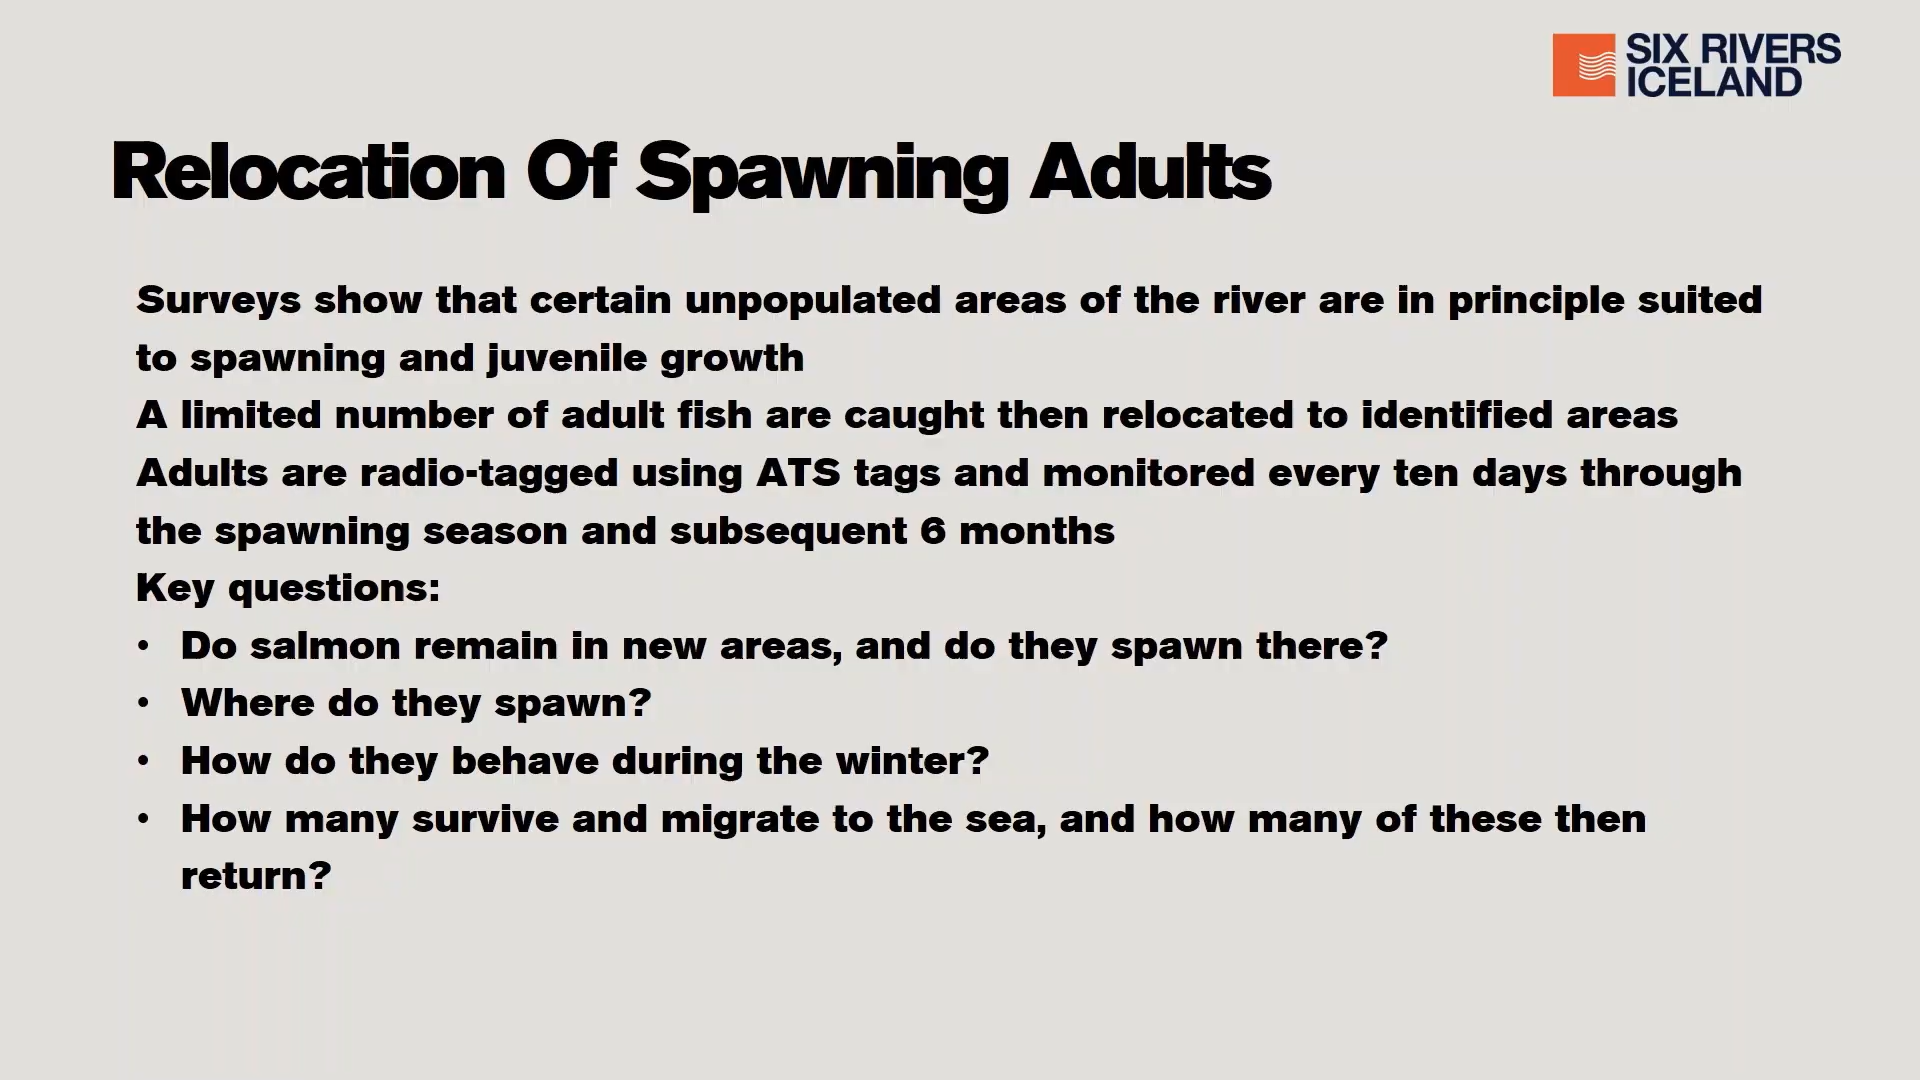 SIX RIVERS
ICELAND
Relocation Of Spawning Adults
Surveys show that certain unpopulated areas of the river are in principle suited
to spawning and juvenile growth
A limited number of adult fish are caught then relocated to identified areas
Adults are radio-tagged using ATS tags and monitored every ten days through
the spawning season and subsequent 6 months
Key questions:
• Do salmon remain in new areas, and do they spawn there?
• Where do they spawn?
• How do they behave during the winter?
• How many survive and migrate to the sea, and how many of these then
return?